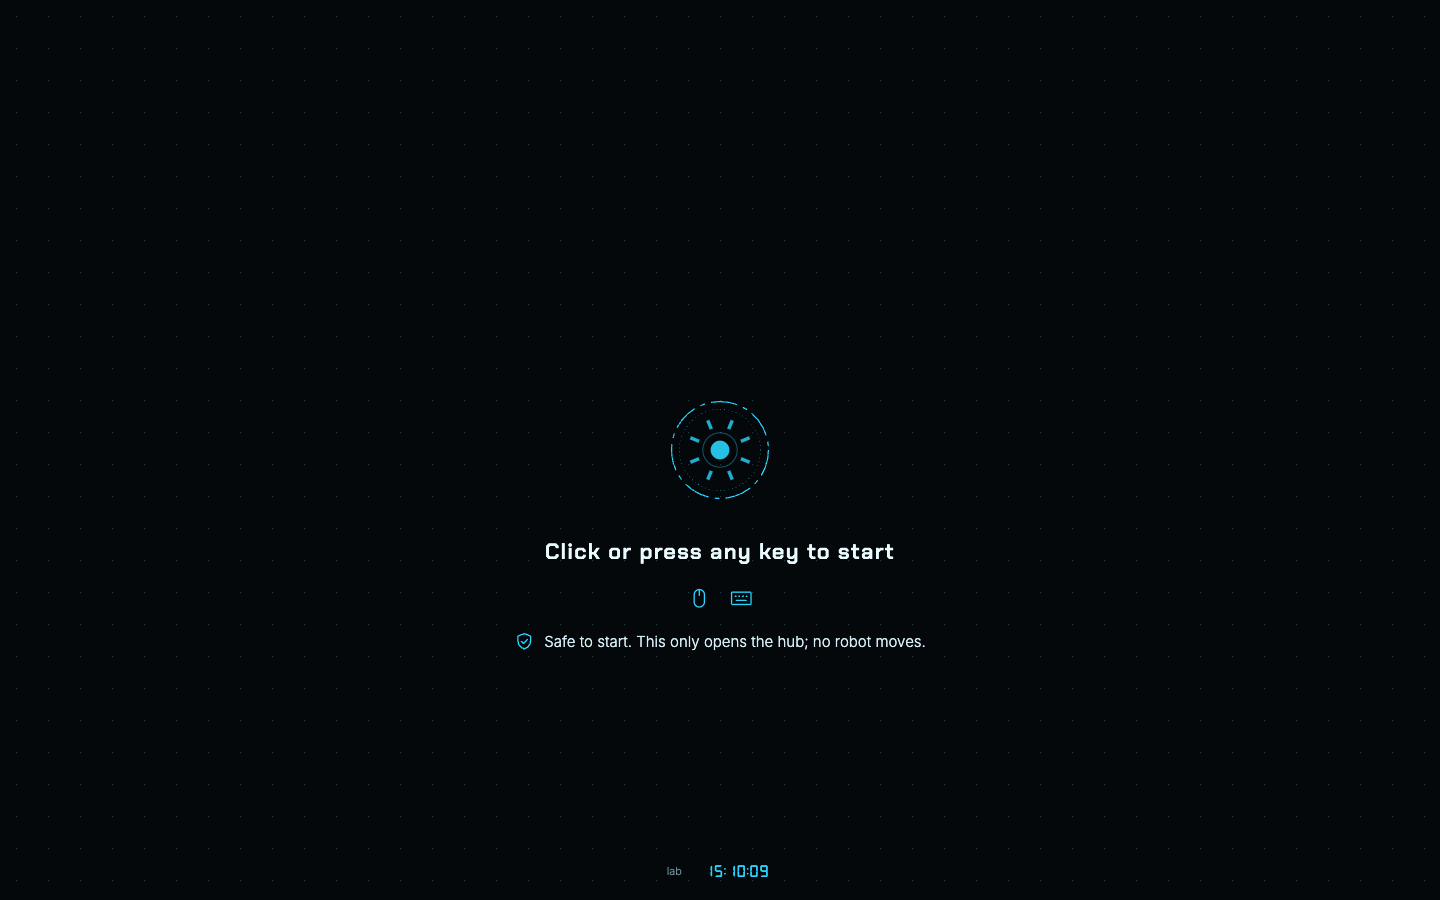 Click or press any key to start
Safe to start. This only opens the hub; no robot moves.
lab 15:10:09